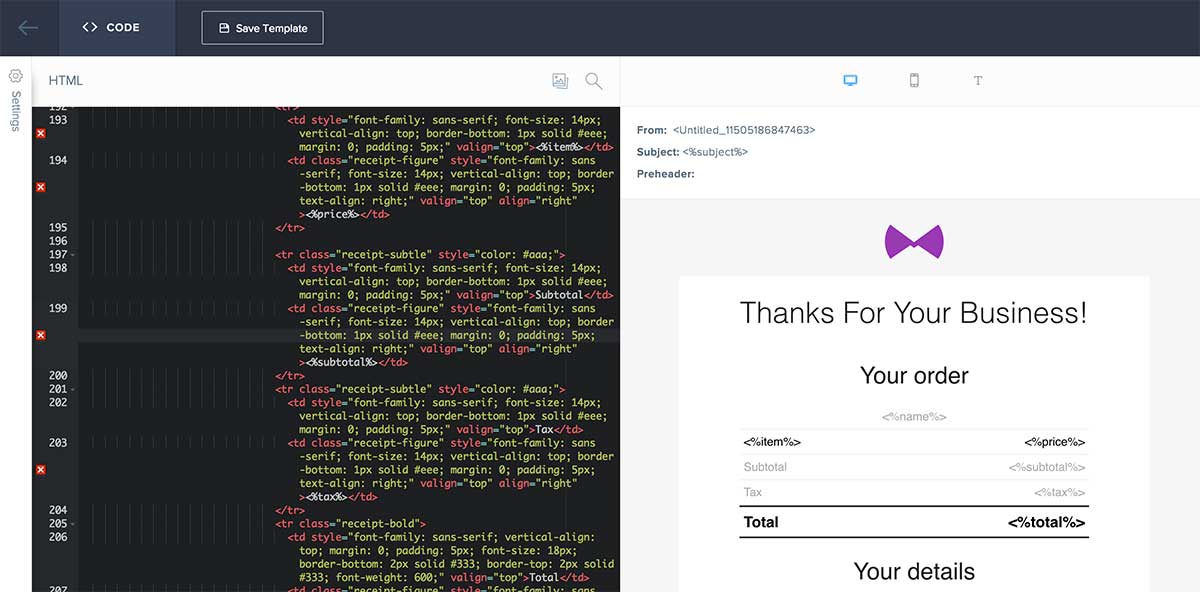 <> CODE
Save Template
Settings
HTML
T
192
<tr>
193 <td style="font-family: sans-serif; font-size: 14px;
vertical-align: top; border-bottom: 1px solid #eee;
margin: 0; padding: 5px;" valign="top"><%item%></td>
194 <td class="receipt-figure" style="font-family: sans
-serif; font-size: 14px; vertical-align: top; border
-bottom: 1px solid #eee; margin: 0; padding: 5px;
text-align: right;" valign="top" align="right"
><%price%></td>
195 </tr>
196
197 <tr class="receipt-subtle" style="color: #aaa;">
198 <td style="font-family: sans-serif; font-size: 14px;
vertical-align: top; border-bottom: 1px solid #eee;
margin: 0; padding: 5px;" valign="top">Subtotal</td>
199 <td class="receipt-figure" style="font-family: sans
-serif; font-size: 14px; vertical-align: top; border
-bottom: 1px solid #eee; margin: 0; padding: 5px;
text-align: right;" valign="top" align="right"
><%subtotal%></td>
200 </tr>
201 <tr class="receipt-subtle" style="color: #aaa;">
202 <td style="font-family: sans-serif; font-size: 14px;
vertical-align: top; border-bottom: 1px solid #eee;
margin: 0; padding: 5px;" valign="top">Tax</td>
203 <td class="receipt-figure" style="font-family: sans
-serif; font-size: 14px; vertical-align: top; border
-bottom: 1px solid #eee; margin: 0; padding: 5px;
text-align: right;" valign="top" align="right"
><%tax%></td>
204 </tr>
205 <tr class="receipt-bold">
206 <td style="font-family: sans-serif; vertical-align:
top; margin: 0; padding: 5px; font-size: 18px;
border-bottom: 2px solid #333; border-top: 2px solid
#333; font-weight: 600;" valign="top">Total</td>
207 <td class="receipt-figure" style="font-family: sans
From: <Untitled_11505186847463>
Subject: <%subject%>
Preheader:
Thanks For Your Business!
Your order
<%name%>
<%item%> <%price%>
Subtotal <%subtotal%>
Tax <%tax%>
Total <%total%>
Your details